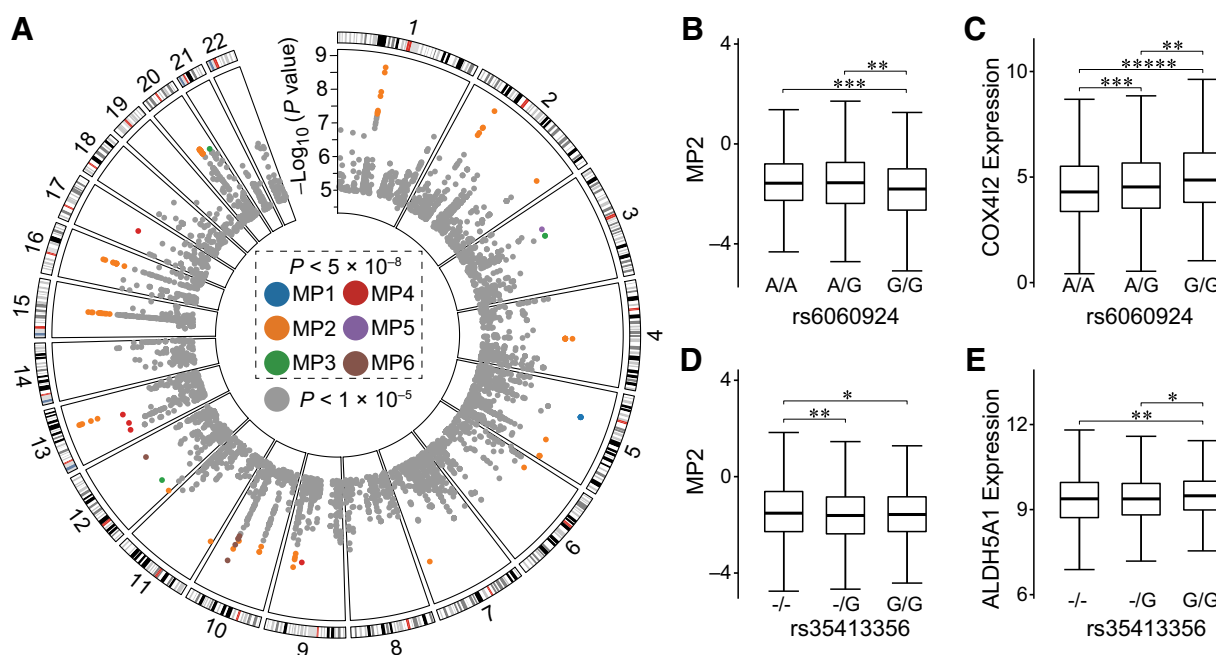 A
1
2
3
4
5
6
7
8
9
10
11
12
13
14
15
16
17
18
19
20
21
22
−Log10 (P value)
9
8
7
6
5
P < 5 × 10−8
MP1 MP4
MP2 MP5
MP3 MP6
P < 1 × 10−5
B
MP2
4
0
−4
**
***
A/A A/G G/G
rs6060924
C
COX4I2 Expression
10
5
0
**
*****
***
A/A A/G G/G
rs6060924
D
MP2
4
0
−4
*
**
-/- -/G G/G
rs35413356
E
ALDH5A1 Expression
12
9
6
*
**
-/- -/G G/G
rs35413356